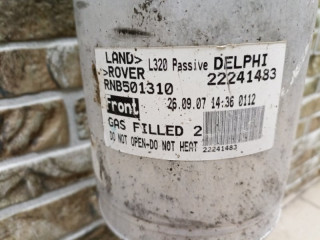 LAND> L320 Passive DELPHI
>ROVER 22241483
RNB501310
Front 26.09.07 14:36 0112
GAS FILLED 2
DO NOT OPEN-DO NOT HEAT 22241483